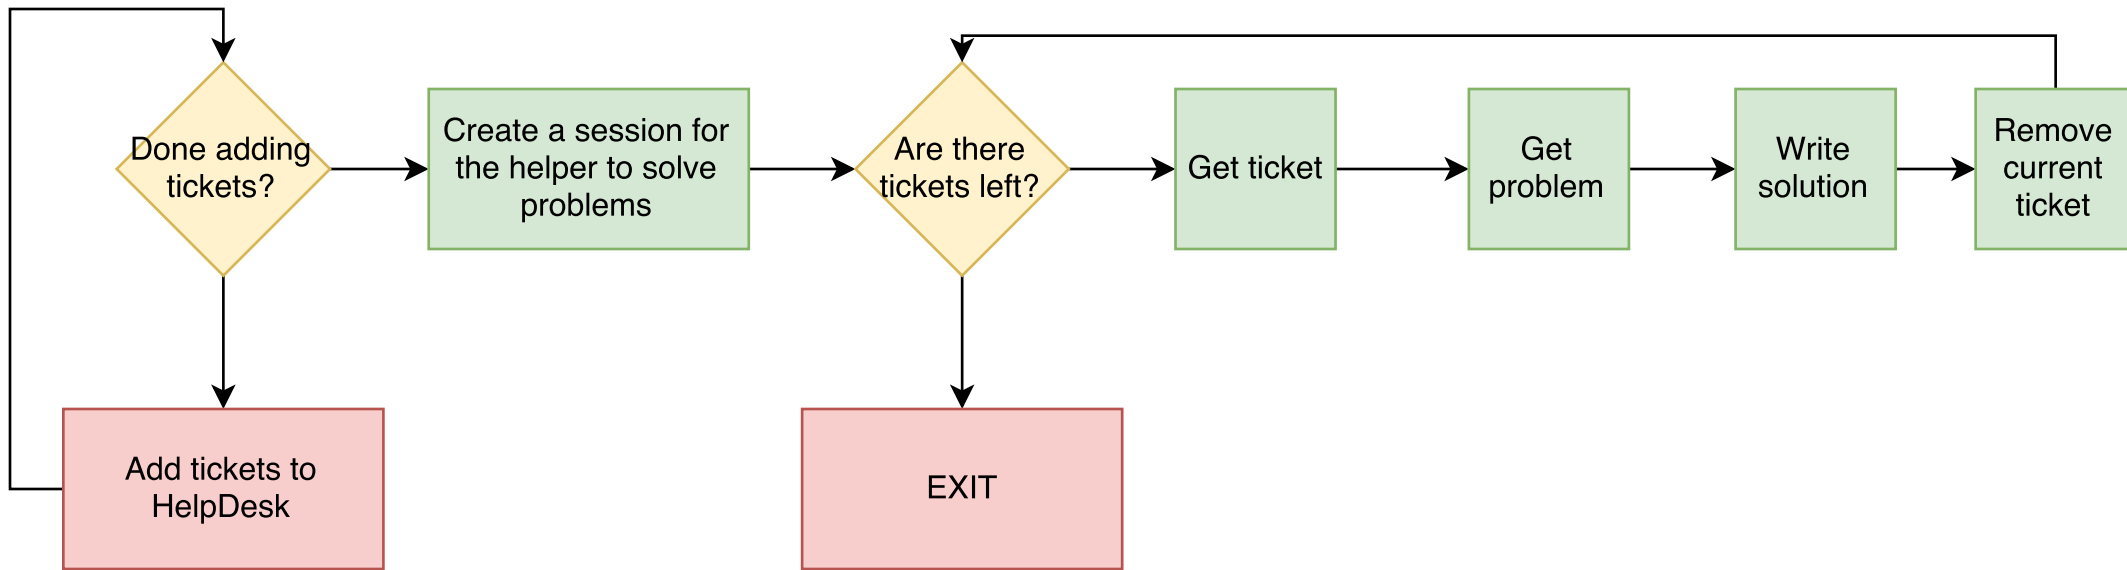 Done adding
tickets?
Create a session for
the helper to solve
problems
Are there
tickets left?
Get ticket
Get
problem
Write
solution
Remove
current
ticket
Add tickets to
HelpDesk
EXIT